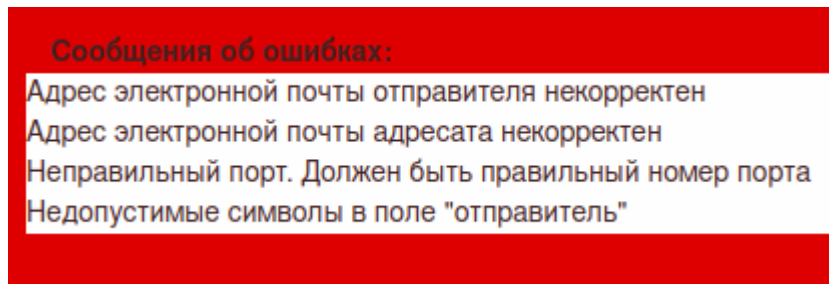 Сообщения об ошибках:
Адрес электронной почты отправителя некорректен
Адрес электронной почты адресата некорректен
Неправильный порт. Должен быть правильный номер порта
Недопустимые символы в поле "отправитель"